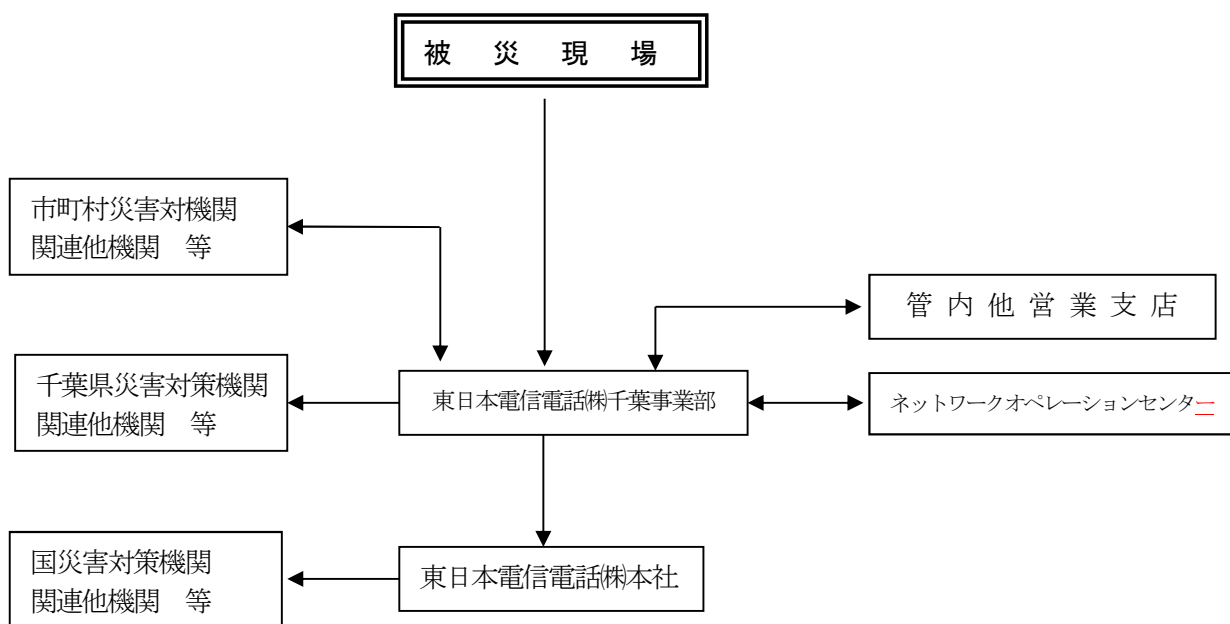 被　災　現　場
市町村災害対機関
関連他機関　等
管 内 他 営 業 支 店
千葉県災害対策機関
関連他機関　等
東日本電信電話㈱千葉事業部
ネットワークオペレーションセンター
国災害対策機関
関連他機関　等
東日本電信電話㈱本社